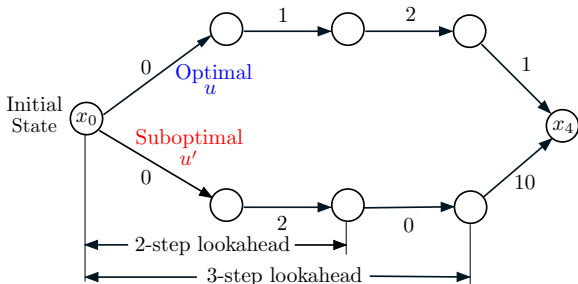 1
2
0
Optimal
u
1
Initial
State
x₀
x₄
Suboptimal
u′
0
10
2
0
2-step lookahead
3-step lookahead